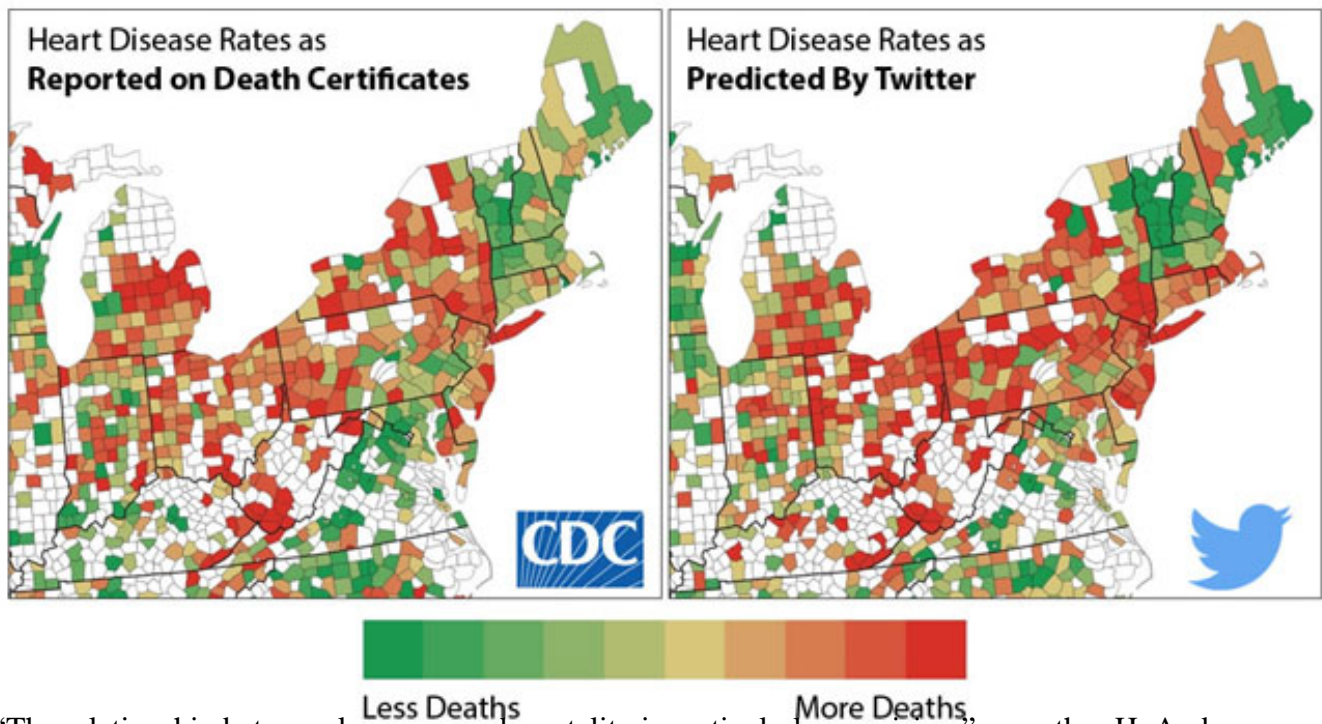 Heart Disease Rates as
Reported on Death Certificates
Heart Disease Rates as
Predicted By Twitter
CDC
Less Deaths
More Deaths